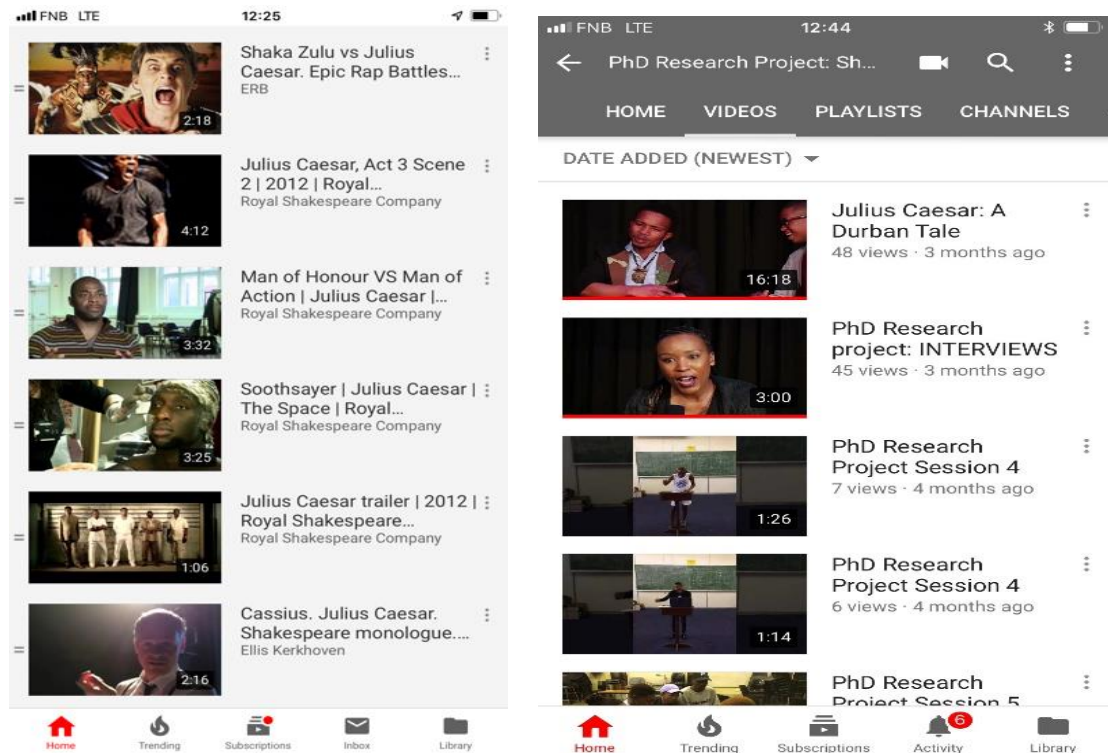 FNB LTE
12:25
Shaka Zulu vs Julius
Caesar. Epic Rap Battles...
ERB
2:18
Julius Caesar, Act 3 Scene
2 | 2012 | Royal...
Royal Shakespeare Company
4:12
Man of Honour VS Man of
Action | Julius Caesar |...
Royal Shakespeare Company
3:32
Soothsayer | Julius Caesar |
The Space | Royal...
Royal Shakespeare Company
3:25
Julius Caesar trailer | 2012 |
Royal Shakespeare...
Royal Shakespeare Company
1:06
Cassius. Julius Caesar.
Shakespeare monologue....
Ellis Kerkhoven
2:16
Home
Trending
Subscriptions
Inbox
Library
FNB LTE
12:44
PhD Research Project: Sh...
HOME
VIDEOS
PLAYLISTS
CHANNELS
DATE ADDED (NEWEST)
Julius Caesar: A
Durban Tale
48 views · 3 months ago
16:18
PhD Research
project: INTERVIEWS
45 views · 3 months ago
3:00
PhD Research
Project Session 4
7 views · 4 months ago
1:26
PhD Research
Project Session 4
6 views · 4 months ago
1:14
PhD Research
Project Session 5
6
Home
Trending
Subscriptions
Activity
Library